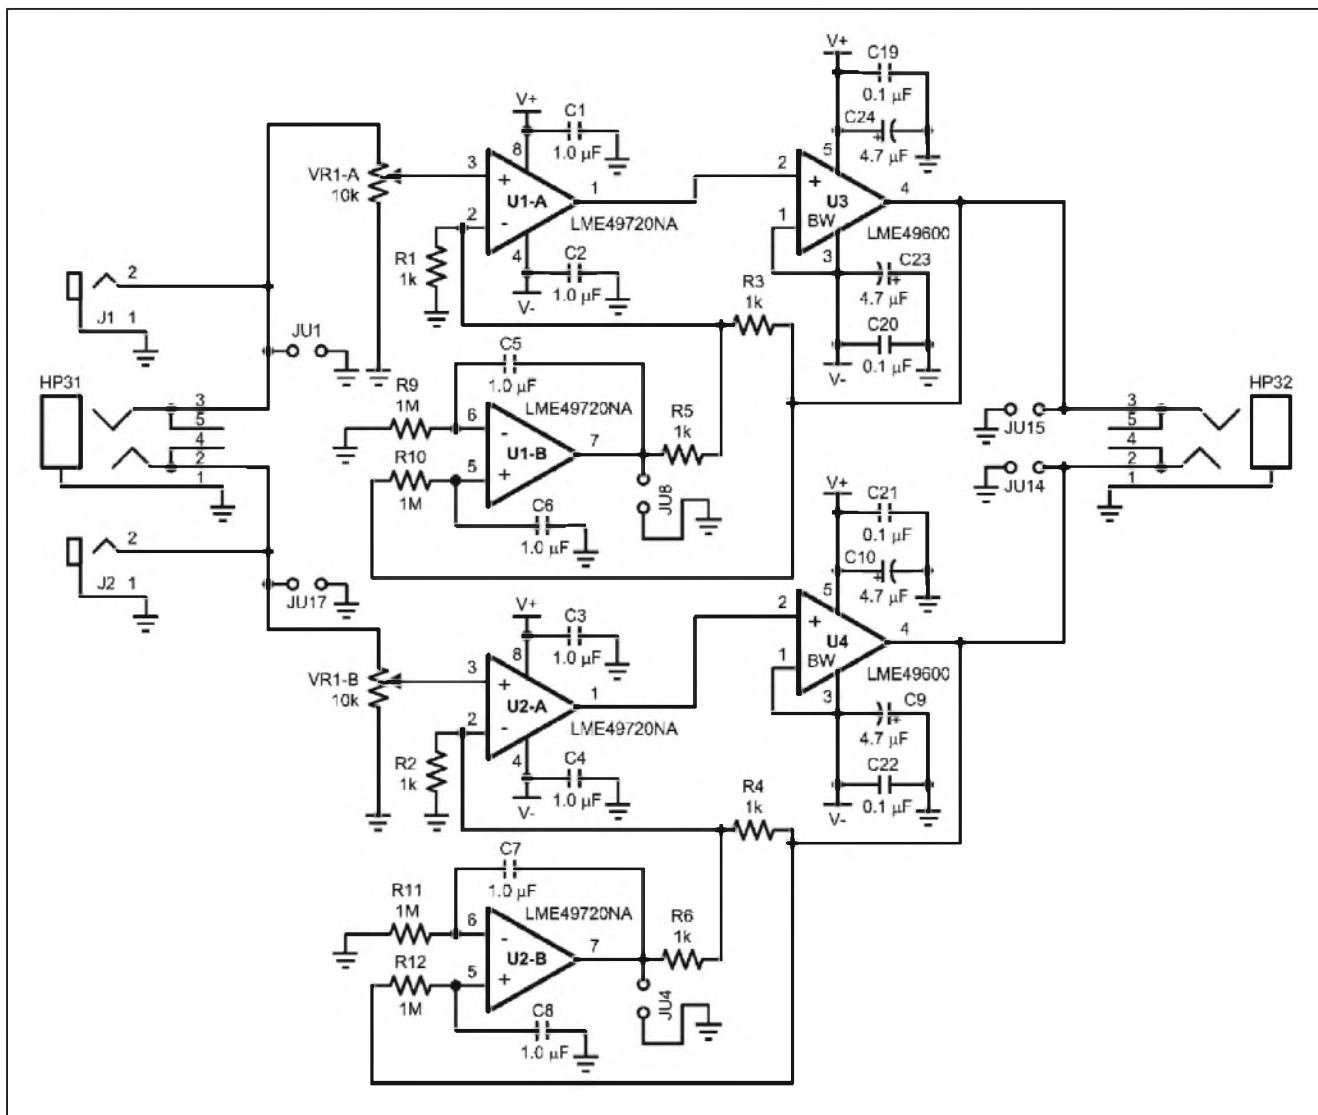 V+
C19
0.1 µF
C24
+
4.7 µF
5
V+
C1
1.0 µF
8
VR1-A
10k
3
+
U1-A
1
LME49720NA
2
-
4
C2
1.0 µF
V-
R1
1k
2
+
U3
4
1
BW
LME49600
3
C23
+
4.7 µF
C20
0.1 µF
V-
R3
1k
2
J1
1
JU1
C5
1.0 µF
HP31
3
5
4
2
1
R9
1M
6
-
LME49720NA
U1-B
7
R5
1k
R10
1M
5
+
C6
1.0 µF
JU8
JU15
JU14
3
5
4
2
1
HP32
2
J2
1
JU17
V+
C21
0.1 µF
C10
+
4.7 µF
5
V+
C3
1.0 µF
8
VR1-B
10k
3
+
U2-A
1
LME49720NA
2
-
4
C4
1.0 µF
V-
R2
1k
2
+
U4
4
1
BW
LME49600
3
C9
+
4.7 µF
C22
0.1 µF
V-
R4
1k
C7
1.0 µF
R11
1M
6
-
LME49720NA
U2-B
7
R6
1k
R12
1M
5
+
C8
1.0 µF
JU4